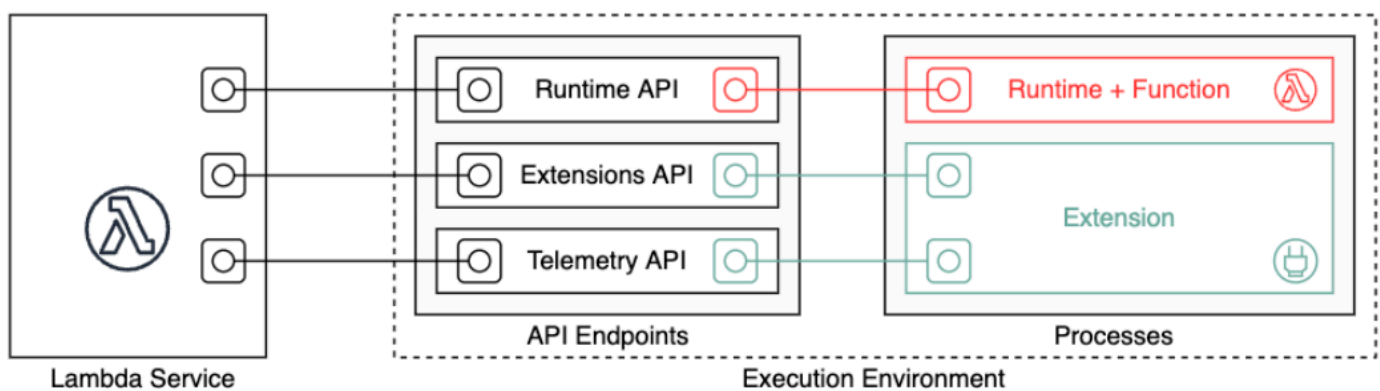 Runtime API
Runtime + Function
Extensions API
Extension
Telemetry API
API Endpoints
Processes
Lambda Service
Execution Environment